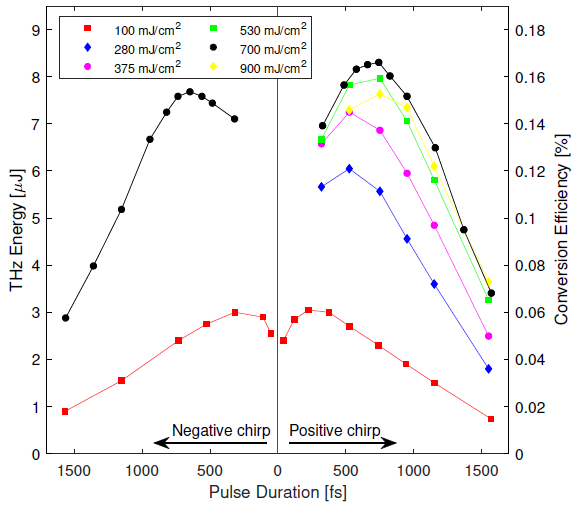 100 mJ/cm²
280 mJ/cm²
375 mJ/cm²
530 mJ/cm²
700 mJ/cm²
900 mJ/cm²
9
8
7
6
5
4
3
2
1
0
THz Energy [μJ]
0.18
0.16
0.14
0.12
0.1
0.08
0.06
0.04
0.02
0
Conversion Efficiency [%]
Negative chirp
Positive chirp
1500 1000 500 0 500 1000 1500
Pulse Duration [fs]